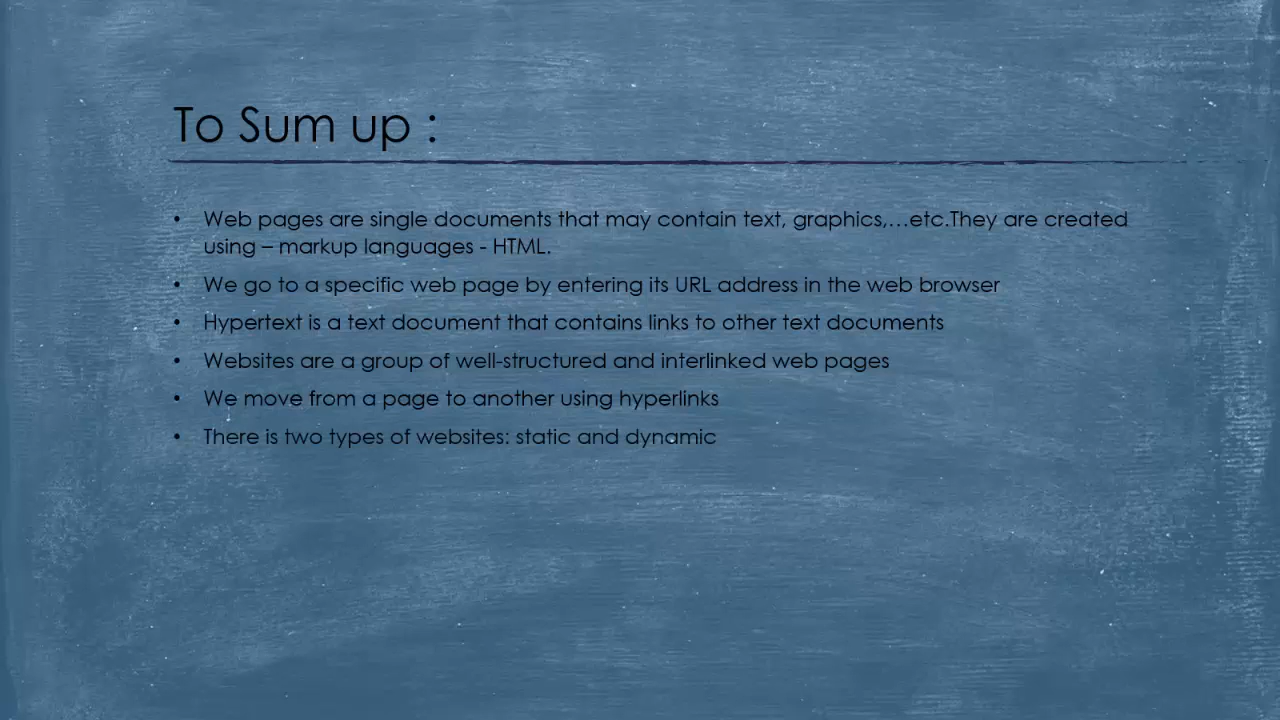 To Sum up :
• Web pages are single documents that may contain text, graphics,...etc.They are created
using – markup languages - HTML.
• We go to a specific web page by entering its URL address in the web browser
• Hypertext is a text document that contains links to other text documents
• Websites are a group of well-structured and interlinked web pages
• We move from a page to another using hyperlinks
• There is two types of websites: static and dynamic